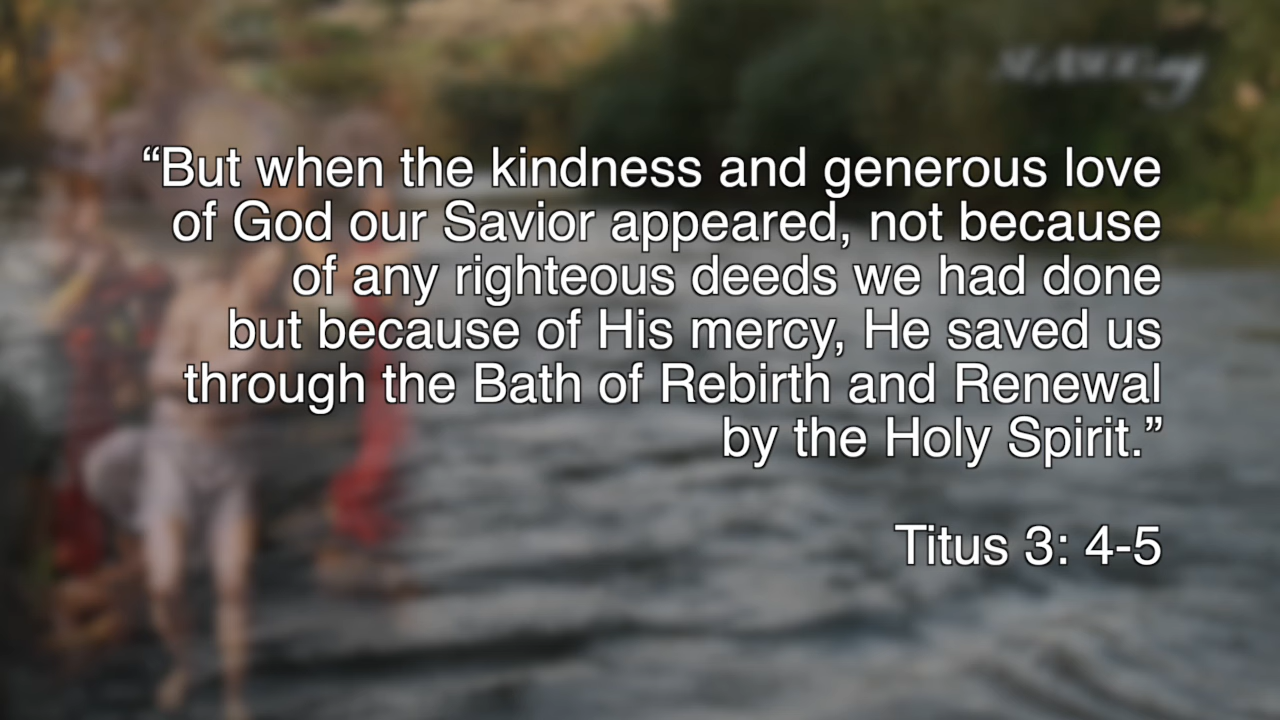 “But when the kindness and generous love
of God our Savior appeared, not because
of any righteous deeds we had done
but because of His mercy, He saved us
through the Bath of Rebirth and Renewal
by the Holy Spirit.”
Titus 3: 4-5